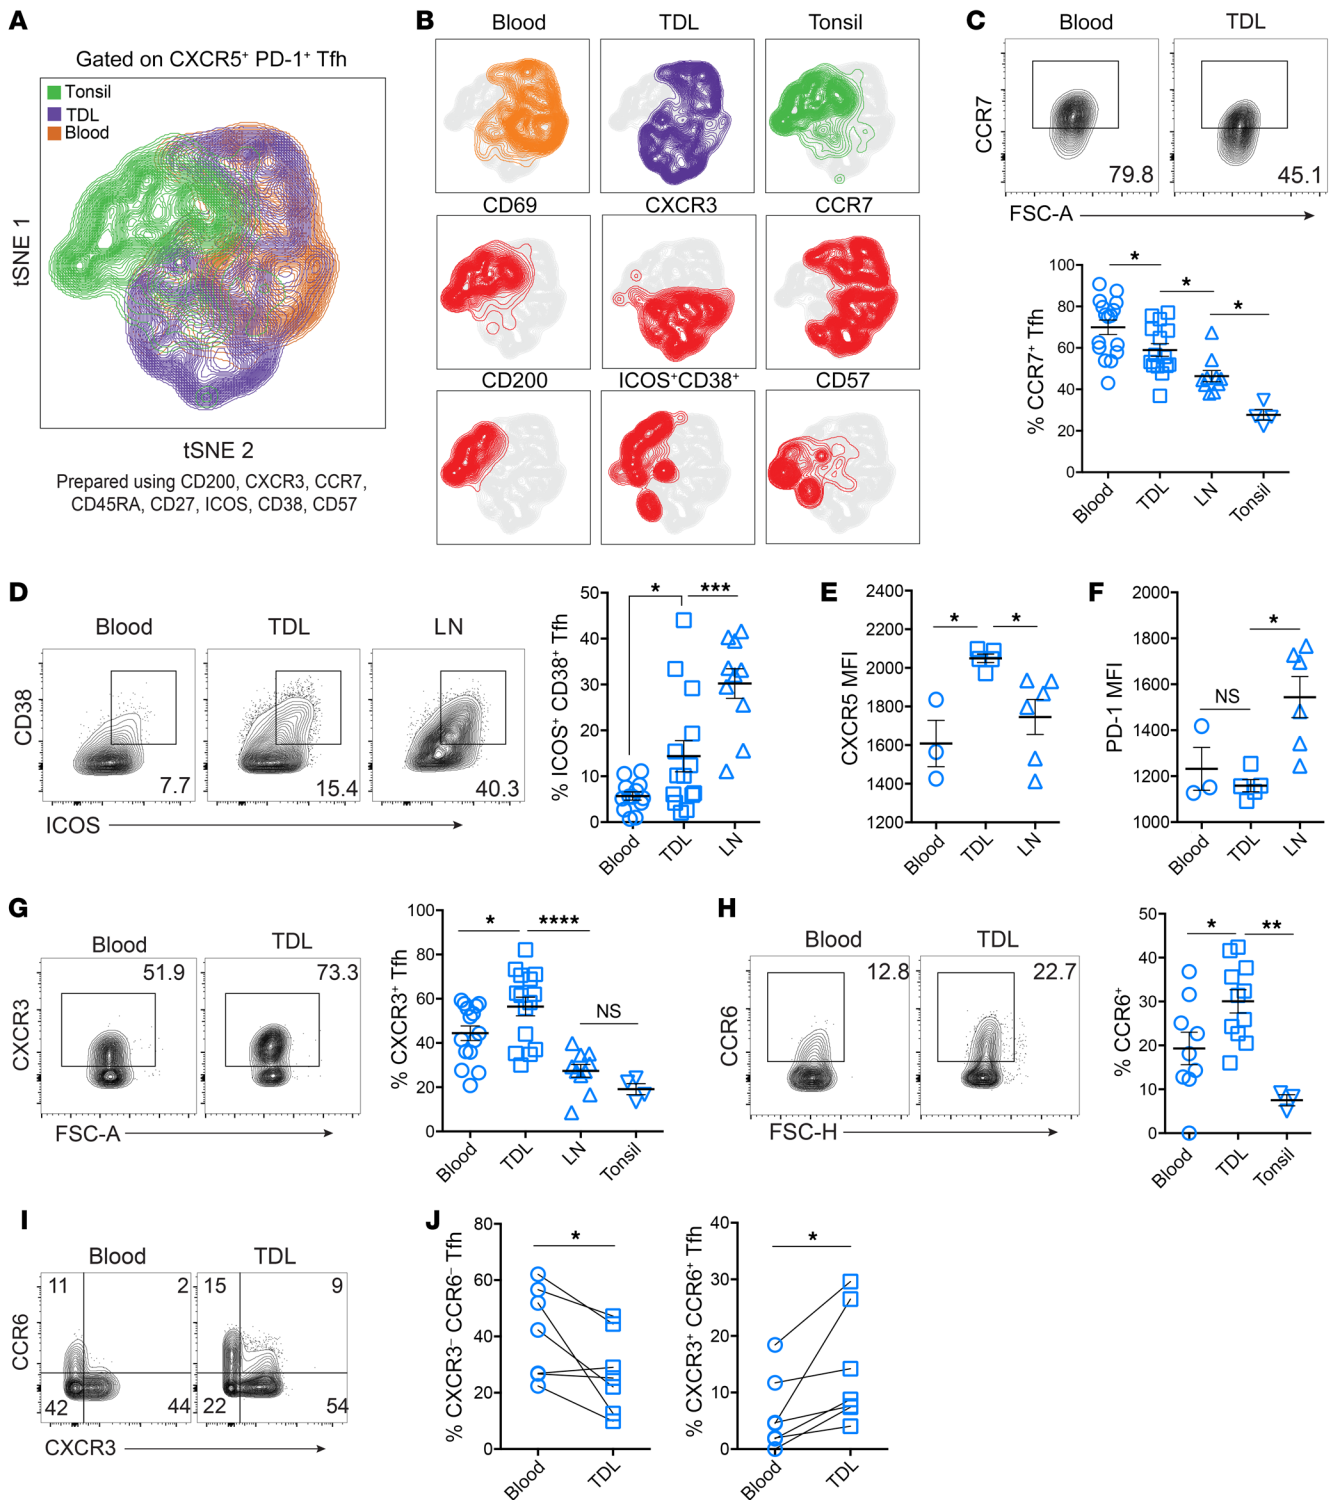 A
Gated on CXCR5⁺ PD-1⁺ Tfh
Tonsil
TDL
Blood
tSNE 1
tSNE 2
Prepared using CD200, CXCR3, CCR7,
CD45RA, CD27, ICOS, CD38, CD57
B
Blood TDL Tonsil
CD69 CXCR3 CCR7
CD200 ICOS⁺CD38⁺ CD57
C
Blood TDL
CCR7
79.8 45.1
FSC-A
% CCR7⁺ Tfh
100
80
60
40
20
0
* * *
Blood TDL LN Tonsil
D
Blood TDL LN
CD38
7.7 15.4 40.3
ICOS
% ICOS⁺ CD38⁺ Tfh
50
40
30
20
10
0
* ***
Blood TDL LN
E
CXCR5 MFI
2400
2200
2000
1800
1600
1400
1200
* *
Blood TDL LN
F
PD-1 MFI
2000
1800
1600
1400
1200
1000
NS *
Blood TDL LN
G
Blood TDL
CXCR3
51.9 73.3
FSC-A
% CXCR3⁺ Tfh
100
80
60
40
20
0
* **** NS
Blood TDL LN Tonsil
H
Blood TDL
CCR6
12.8 22.7
FSC-H
% CCR6⁺
50
40
30
20
10
0
* **
Blood TDL Tonsil
I
Blood TDL
CCR6
11 2 15 9
42 44 22 54
CXCR3
J
% CXCR3⁻ CCR6⁻ Tfh
80
60
40
20
0
*
Blood TDL
% CXCR3⁺ CCR6⁺ Tfh
40
30
20
10
0
*
Blood TDL